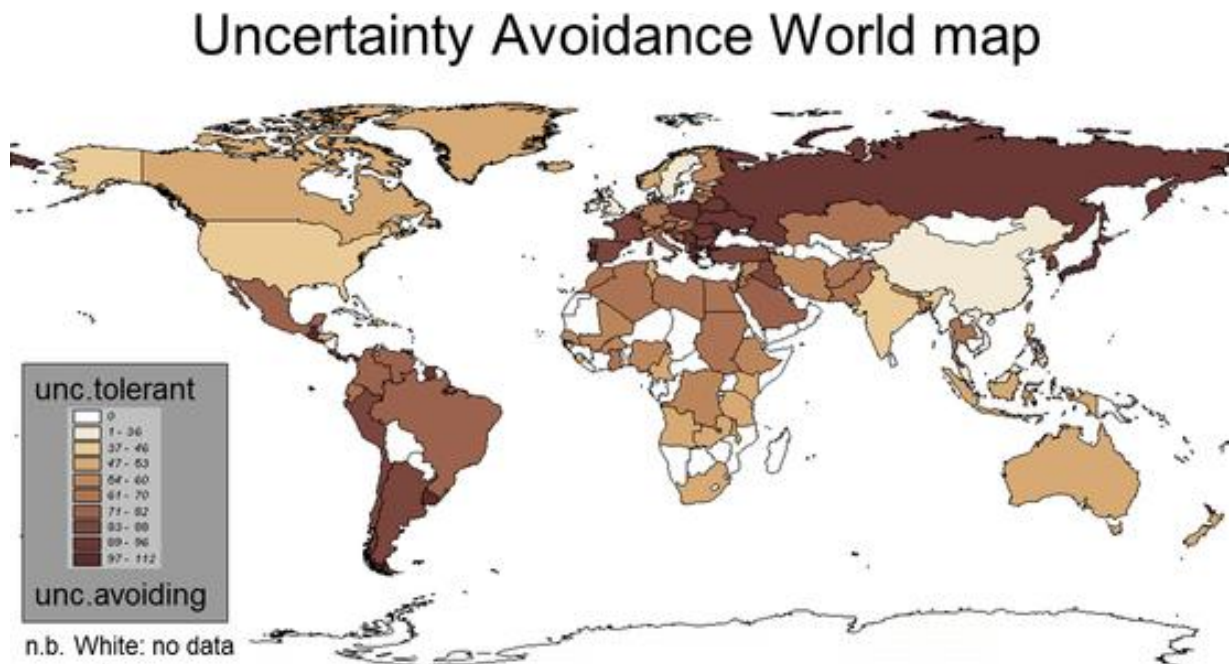 Uncertainty Avoidance World map
unc.tolerant
0
1 - 36
37 - 46
47 - 53
54 - 60
61 - 70
71 - 82
83 - 88
89 - 96
97 - 112
unc.avoiding
n.b. White: no data